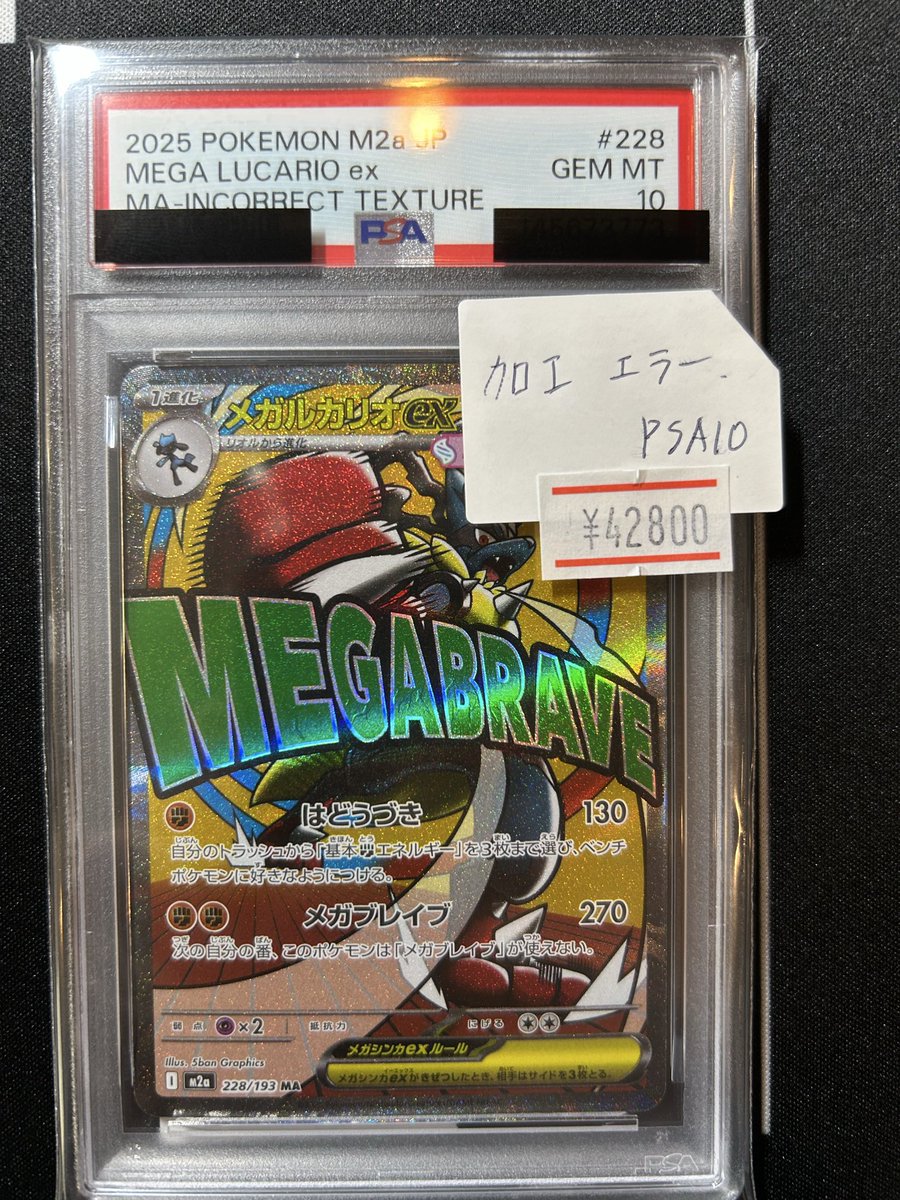 2025 POKEMON M2a JP
#228
MEGA LUCARIO ex
GEM MT
MA-INCORRECT TEXTURE
10
PSA
加工 エラー.
PSA10
¥42800
1進化
メガルカリオex
リオルから進化
MEGABRAVE
はどうづき
130
自分のトラッシュから「基本エネルギー」を3枚まで選び、ベンチ
ポケモンに好きなようにつける。
メガブレイブ
270
次の自分の番、このポケモンは「メガブレイブ」が使えない。
弱点
×2
抵抗力
にげる
Illus. 5ban Graphics
メガシンカexルール
メガシンカexがきぜつしたとき、相手はサイドを3枚とる。
I
m2a
228/193 MA
PSA